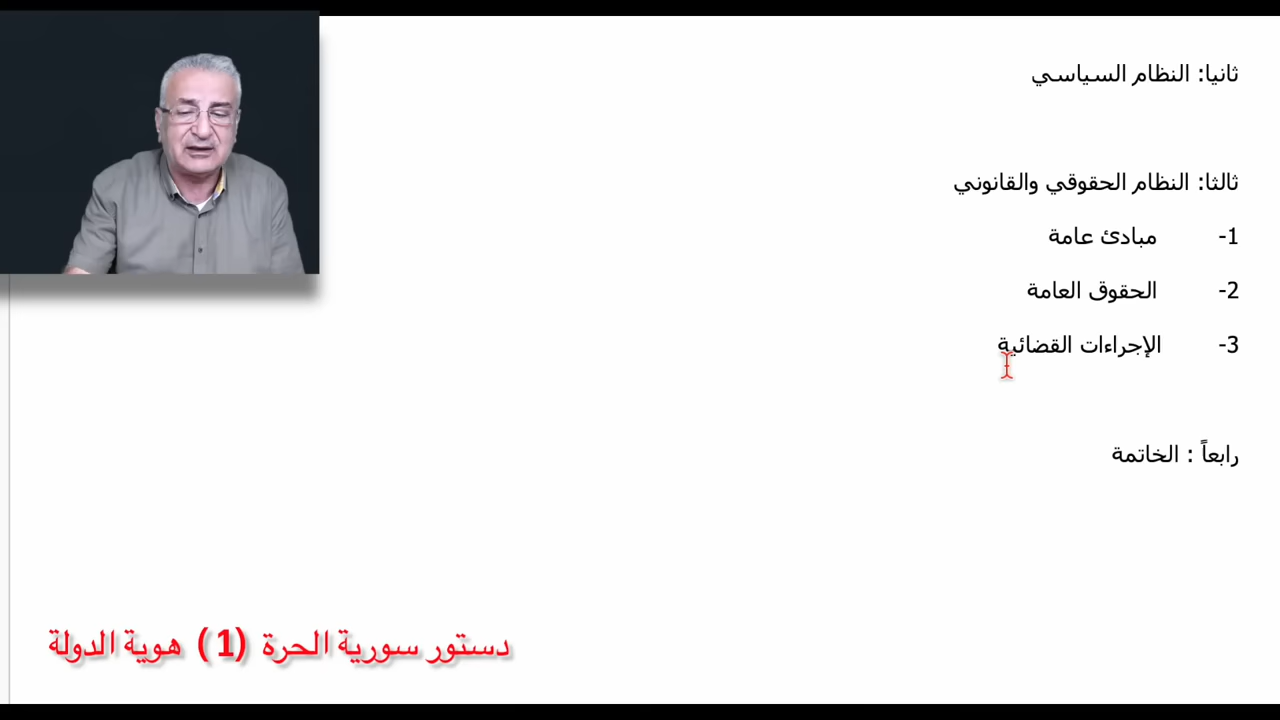 ثانيا: النظام السياسي
ثالثا: النظام الحقوقي والقانوني
1- مبادئ عامة
2- الحقوق العامة
3- الإجراءات القضائية
رابعاً : الخاتمة
دستور سورية الحرة (1) هوية الدولة